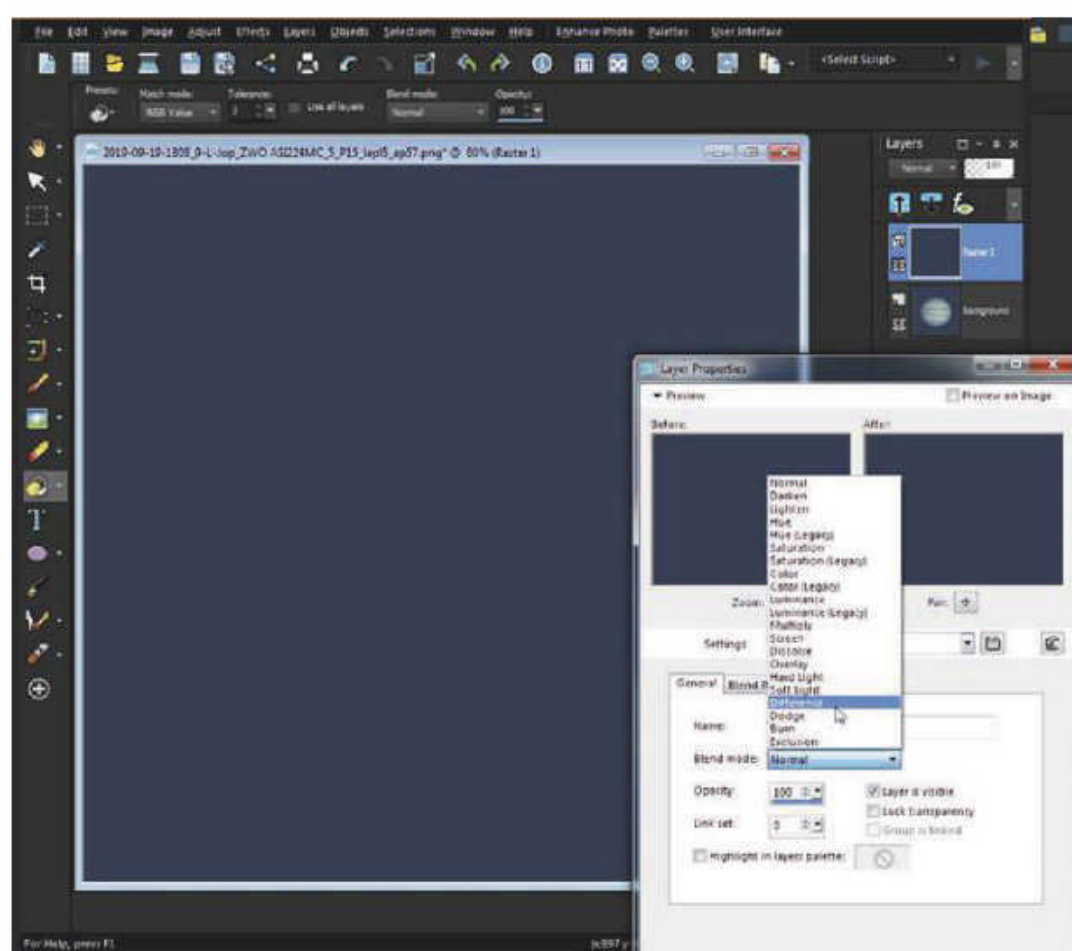 File Edit View Image Adjust Effects Layers Objects Selections Window Help Enhance Photo Palettes User Interface
<Select Script>
Presets: Match mode: Tolerance: Blend mode: Opacity:
RGB Value Use all layers Normal 100
60% (Raster 1)
Layers
Normal 100
Raster 1
Background
Layer Properties
Preview
Preview on Image
Before: After:
Normal
Darken
Lighten
Hue
Hue (Legacy)
Saturation
Saturation (Legacy)
Color
Color (Legacy)
Luminance
Luminance (Legacy)
Multiply
Screen
Dissolve
Overlay
Hard Light
Soft Light
Difference
Dodge
Burn
Exclusion
Zoom: Pan:
Settings
General Blend
Name:
Blend mode: Normal
Opacity: 100
Layer is visible
Lock transparency
Link set: 0
Group is linked
Highlight in layers palette:
For Help, press F1